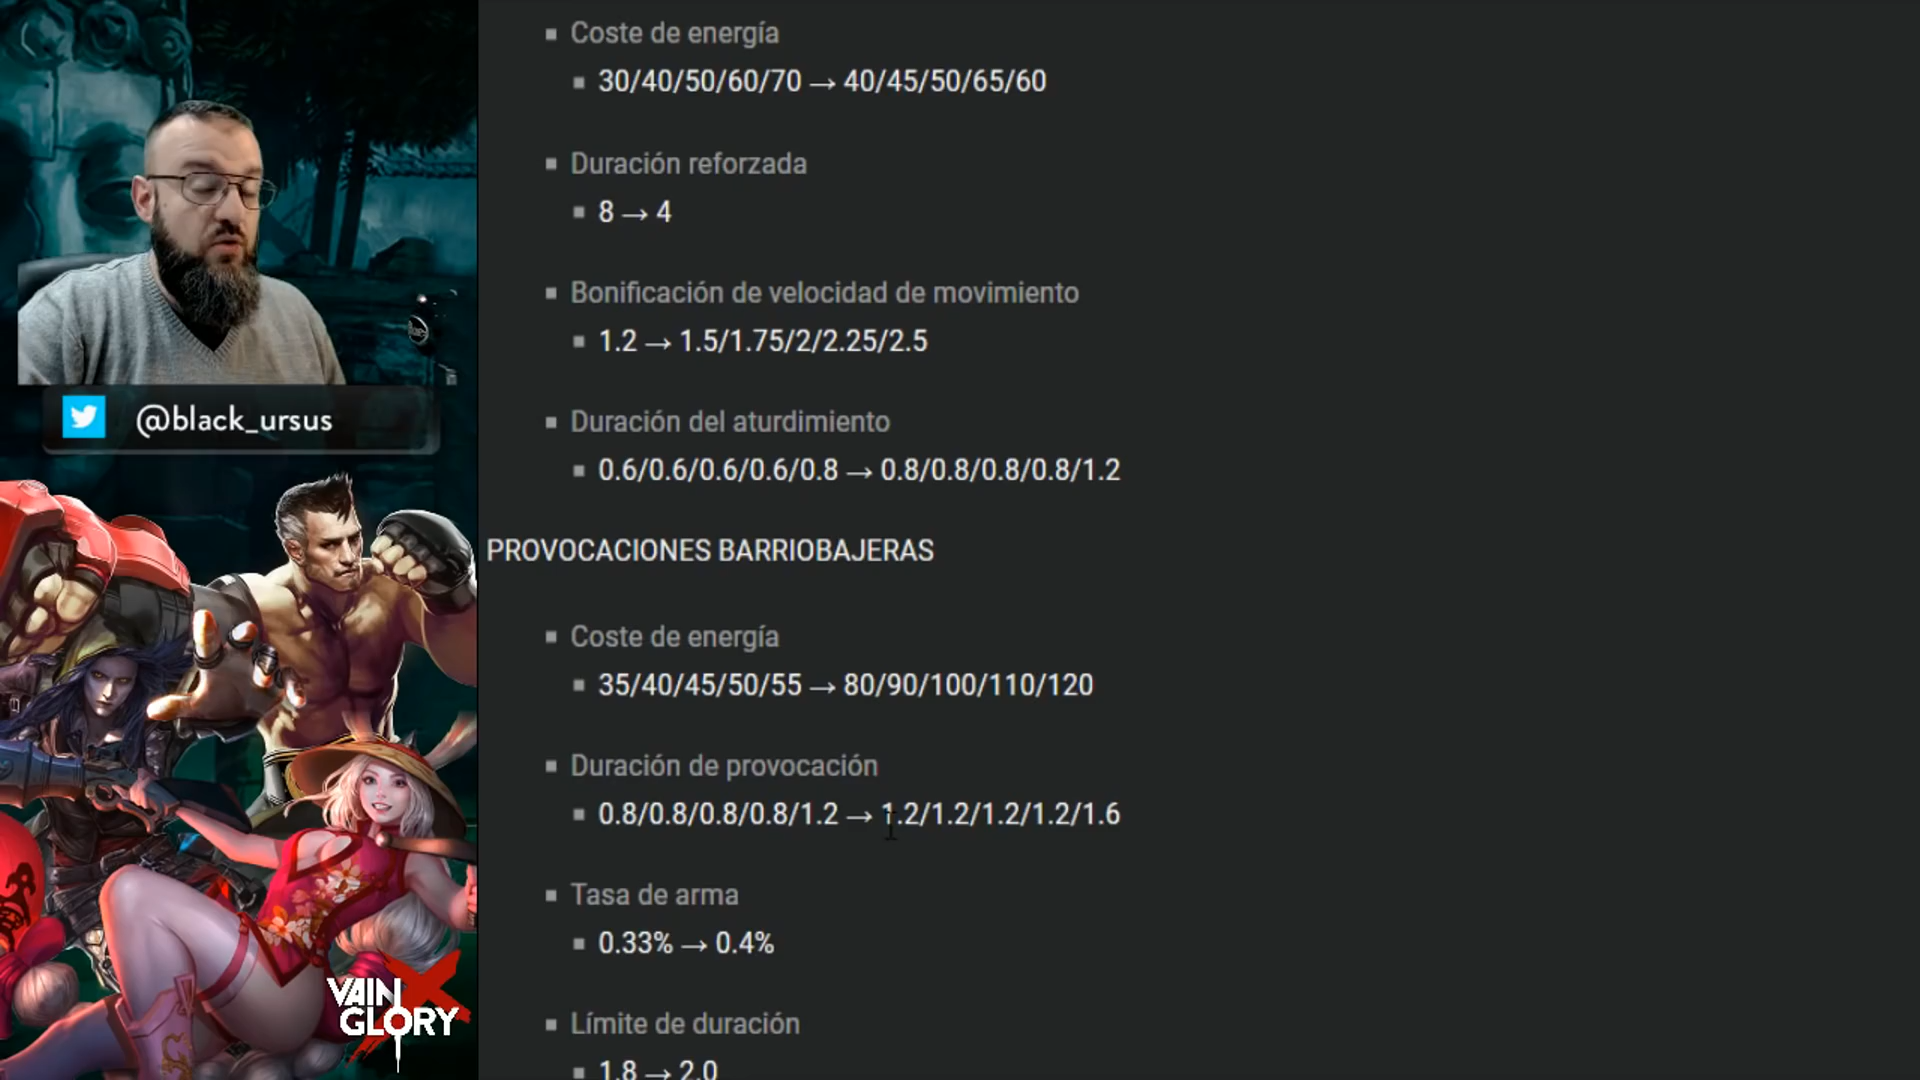 Coste de energía
30/40/50/60/70 → 40/45/50/65/60
Duración reforzada
8 → 4
Bonificación de velocidad de movimiento
1.2 → 1.5/1.75/2/2.25/2.5
Duración del aturdimiento
0.6/0.6/0.6/0.6/0.8 → 0.8/0.8/0.8/0.8/1.2
PROVOCACIONES BARRIOBAJERAS
Coste de energía
35/40/45/50/55 → 80/90/100/110/120
Duración de provocación
0.8/0.8/0.8/0.8/1.2 → 1.2/1.2/1.2/1.2/1.6
Tasa de arma
0.33% → 0.4%
Límite de duración
1.8 → 2.0
@black_ursus
VAIN
GLORY